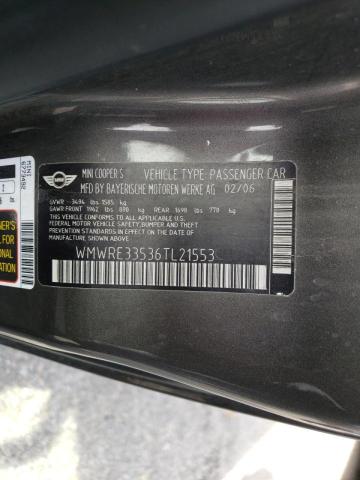 MINI COOPER S VEHICLE TYPE-PASSENGER CAR
MFD BY BAYERISCHE MOTOREN WERKE AG 02/06
GVWR -3494 lbs 1585 kg
GAWR FRONT 1962 lbs 890 kg REAR 1698 lbs 770 kg
THIS VEHICLE CONFORMS TO ALL APPLICABLE U.S.
FEDERAL MOTOR VEHICLE SAFETY, BUMPER AND THEFT
PREVENTION STANDARDS IN EFFECT ON THE DATE
OF MANUFACTURE SHOWN ABOVE.
WMWRE33536TL21553
MINI